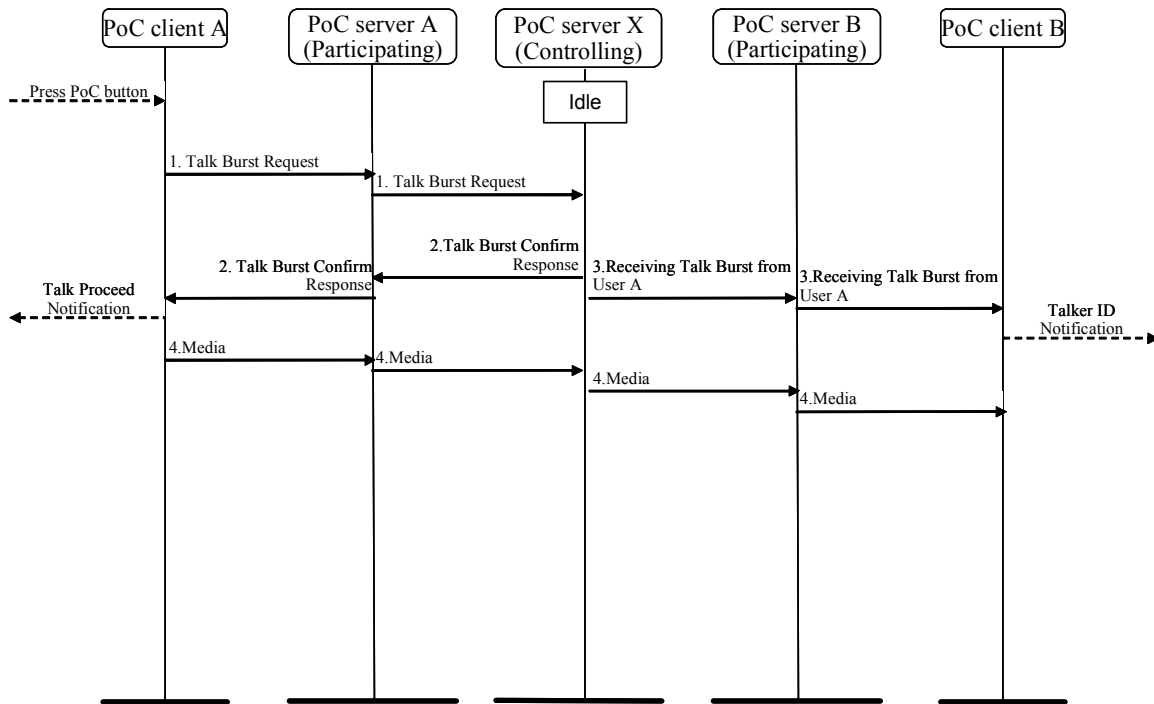 PoC client A
PoC server A
(Participating)
PoC server X
(Controlling)
PoC server B
(Participating)
PoC client B
Press PoC button
Idle
1. Talk Burst Request
1. Talk Burst Request
2.Talk Burst Confirm
Response
2. Talk Burst Confirm
Response
3.Receiving Talk Burst from
User A
3.Receiving Talk Burst from
User A
Talk Proceed
Notification
Talker ID
Notification
4.Media
4.Media
4.Media
4.Media